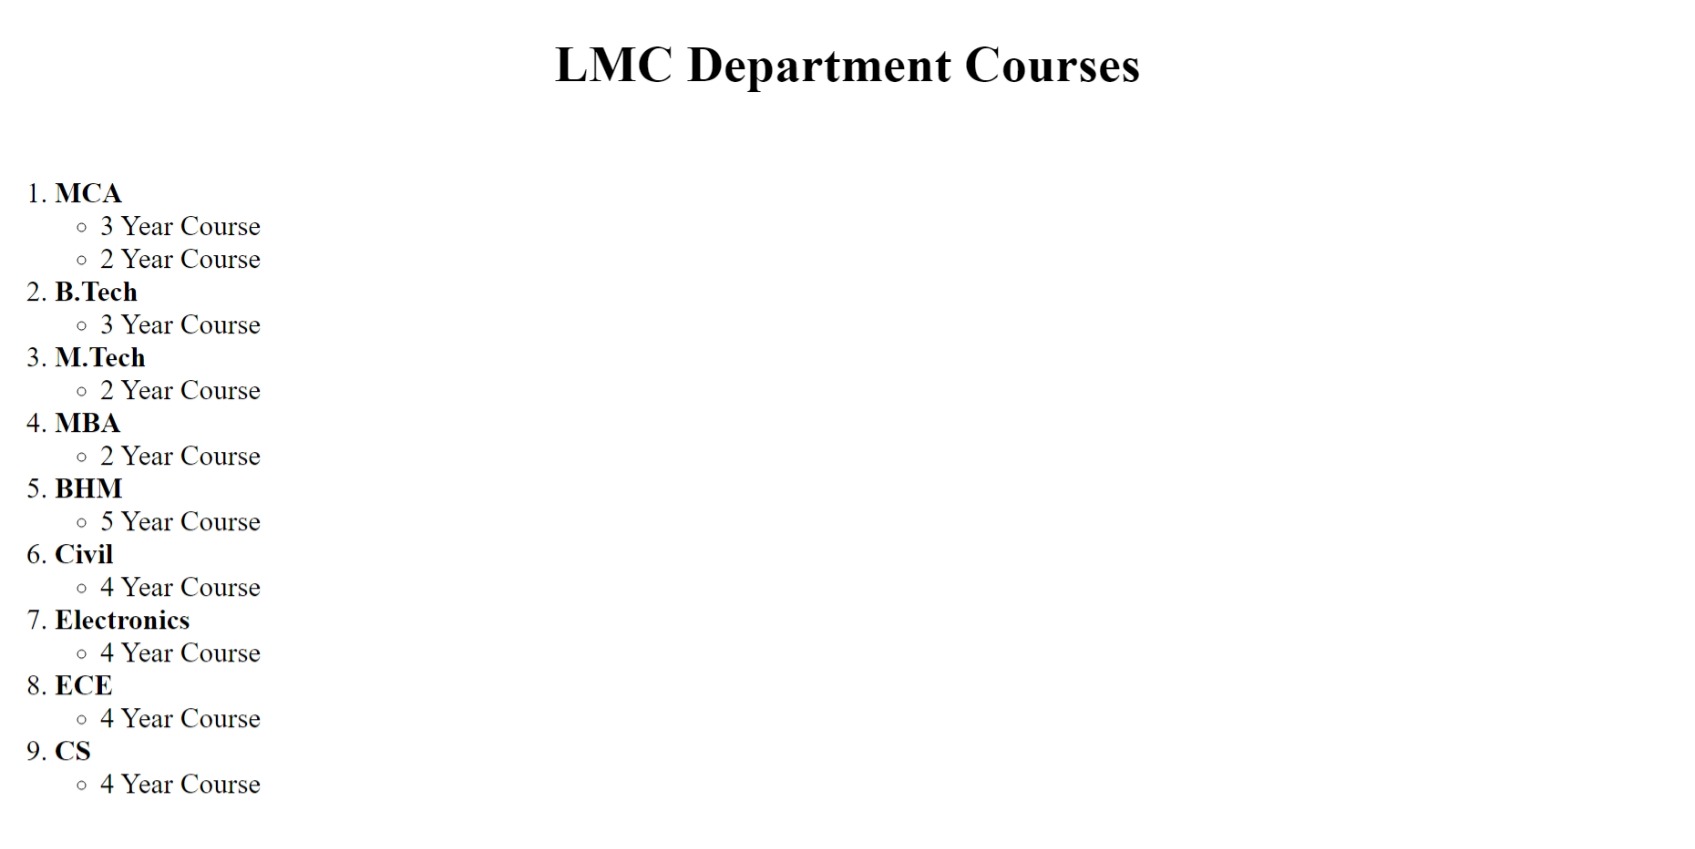 LMC Department Courses
1. MCA
○ 3 Year Course
○ 2 Year Course
2. B.Tech
○ 3 Year Course
3. M.Tech
○ 2 Year Course
4. MBA
○ 2 Year Course
5. BHM
○ 5 Year Course
6. Civil
○ 4 Year Course
7. Electronics
○ 4 Year Course
8. ECE
○ 4 Year Course
9. CS
○ 4 Year Course